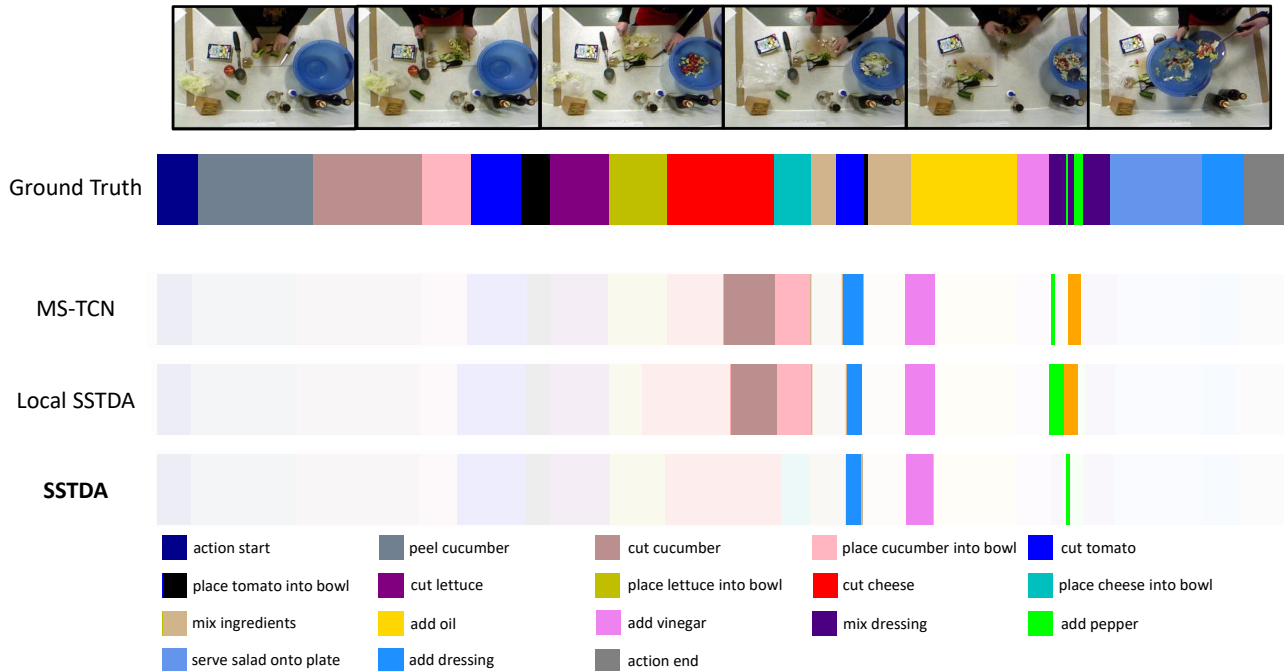 Ground Truth
MS-TCN
Local SSTDA
SSTDA
action start
peel cucumber
cut cucumber
place cucumber into bowl
cut tomato
place tomato into bowl
cut lettuce
place lettuce into bowl
cut cheese
place cheese into bowl
mix ingredients
add oil
add vinegar
mix dressing
add pepper
serve salad onto plate
add dressing
action end